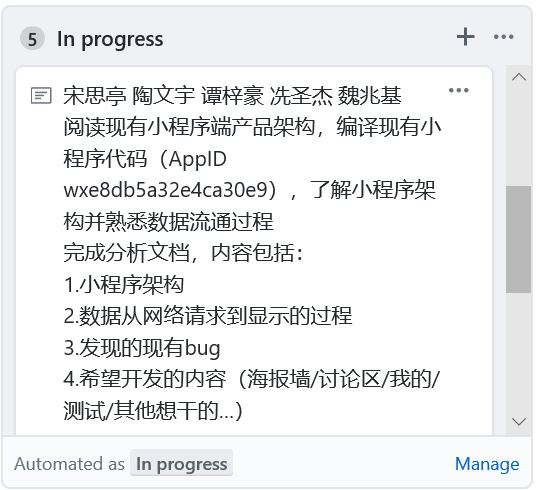 5 In progress
宋思亭 陶文宇 谭梓豪 冼圣杰 魏兆基
阅读现有小程序端产品架构，编译现有小
程序代码（AppID
wxe8db5a32e4ca30e9），了解小程序架
构并熟悉数据流通过程
完成分析文档，内容包括：
1.小程序架构
2.数据从网络请求到显示的过程
3.发现的现有bug
4.希望开发的内容（海报墙/讨论区/我的/
测试/其他想干的...）
Automated as In progress Manage